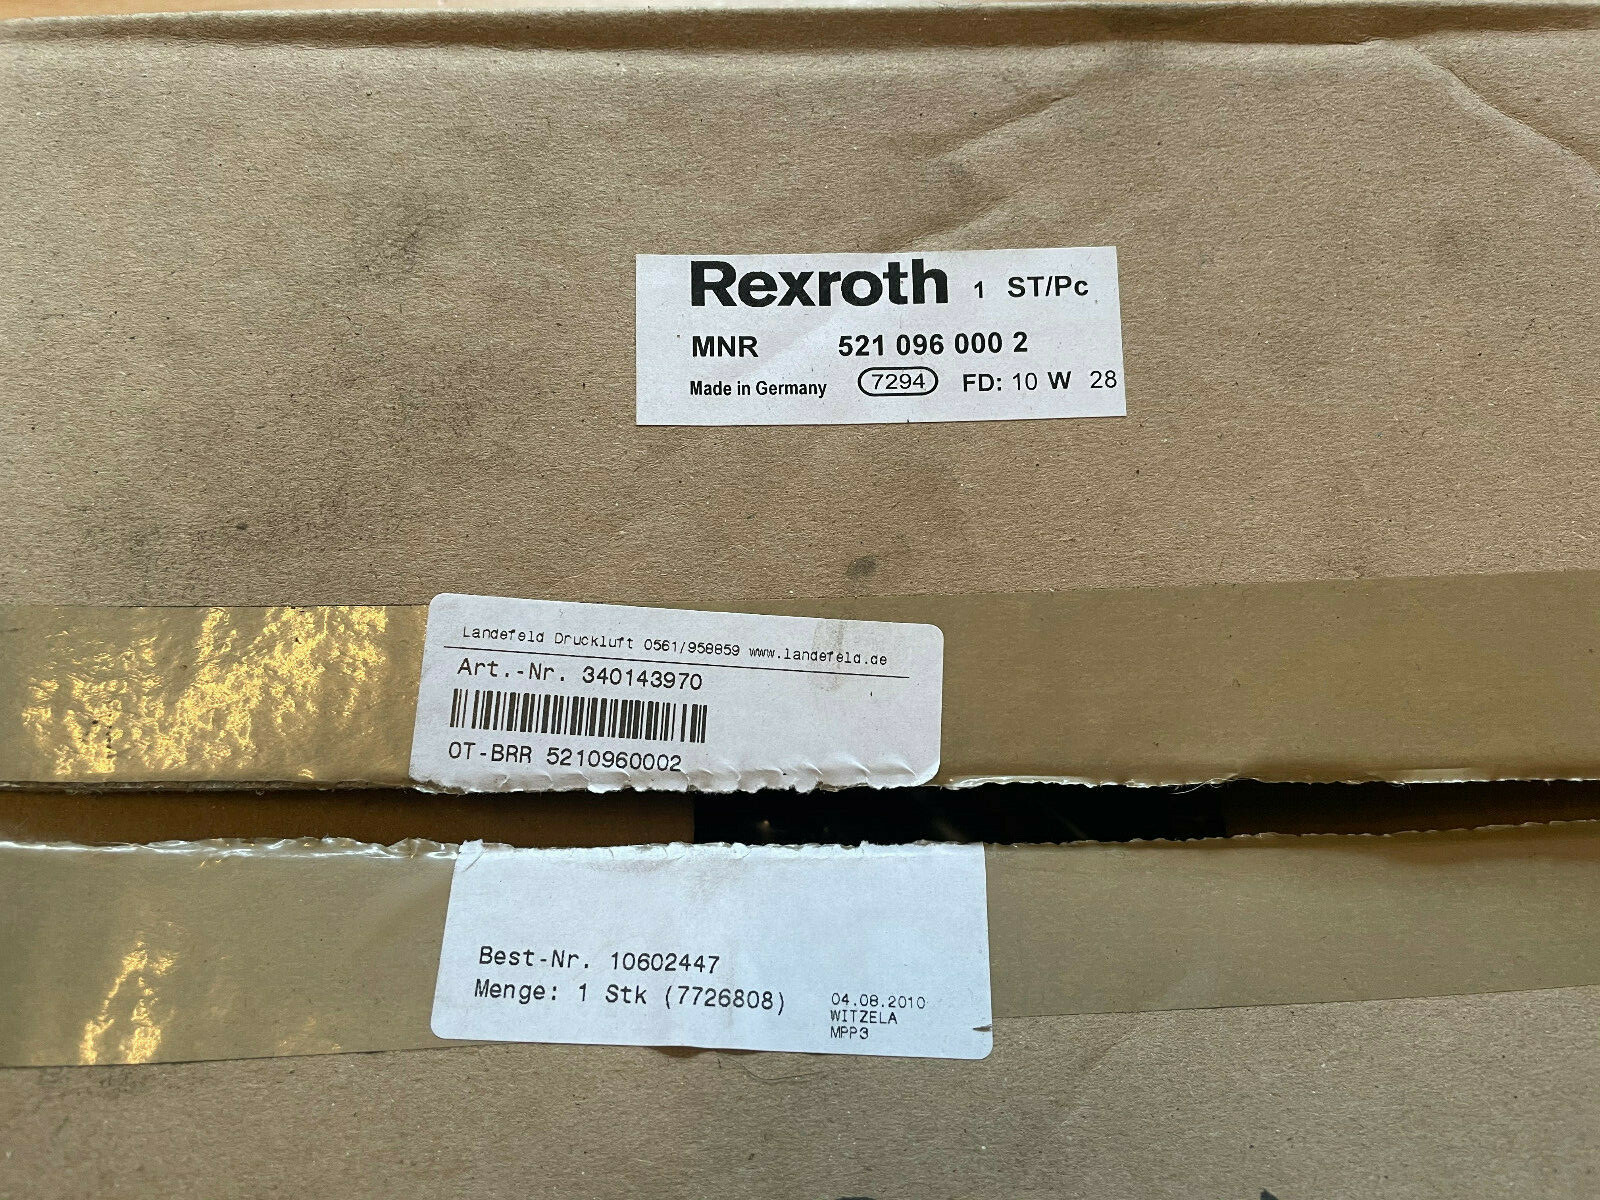 Rexroth 1 ST/Pc
MNR 521 096 000 2
Made in Germany 7294 FD: 10 W 28
Landefeld Druckluft 0561/958859 www.landefeld.de
Art.-Nr. 340143970
OT-BRR 5210960002
Best-Nr. 10602447
Menge: 1 Stk (7726808)
04.08.2010
WITZELA
MPP3